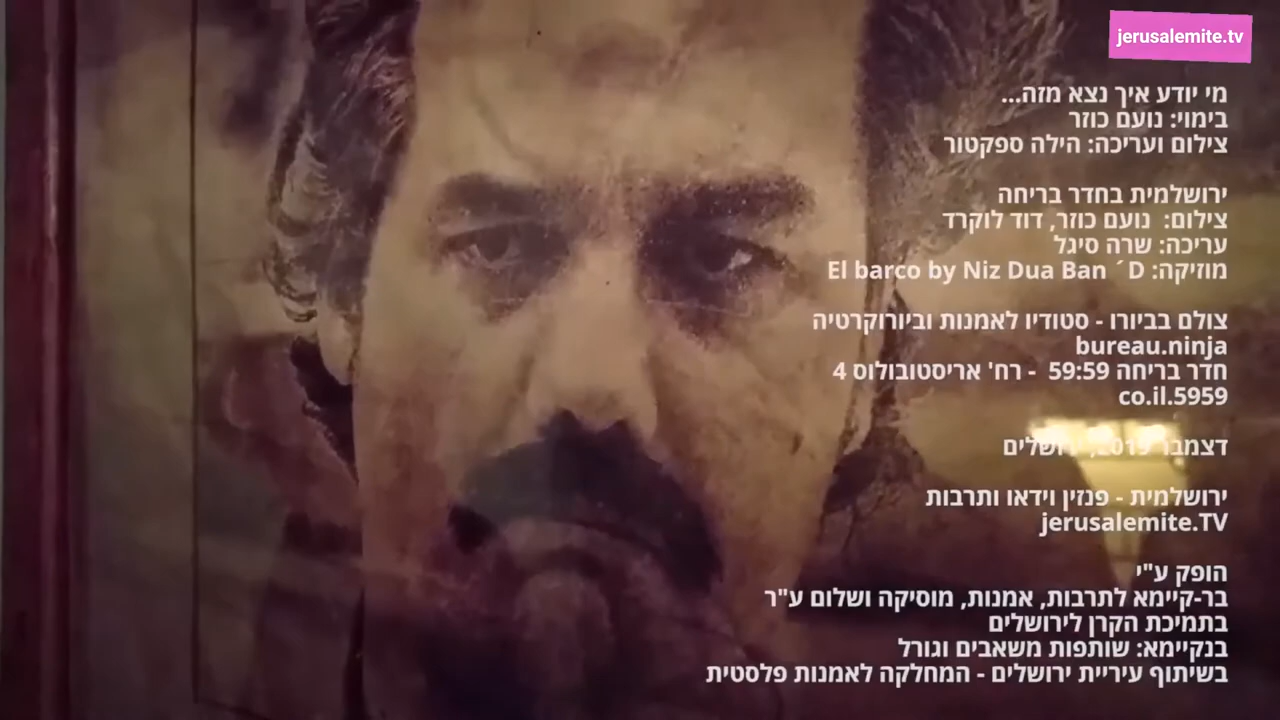 jerusalemite.tv
מי יודע איך נצא מזה...
בימוי: נועם כוזר
צילום ועריכה: הילה ספקטור
ירושלמית בחדר בריחה
צילום: נועם כוזר, דוד לוקרד
עריכה: שרה סיגל
מוזיקה: El barco by Niz Dua Ban ´D
צולם בביורו - סטודיו לאמנות וביורוקרטיה
bureau.ninja
חדר בריחה 59:59 - רח' אריסטובולוס 4
co.il.5959
דצמבר 2019, ירושלים
ירושלמית - פנזין וידאו ותרבות
jerusalemite.TV
הופק ע"י
בר-קיימא לתרבות, אמנות, מוסיקה ושלום ע"ר
בתמיכת הקרן לירושלים
בנקיימא: שותפות משאבים וגורל
בשיתוף עיריית ירושלים - המחלקה לאמנות פלסטית